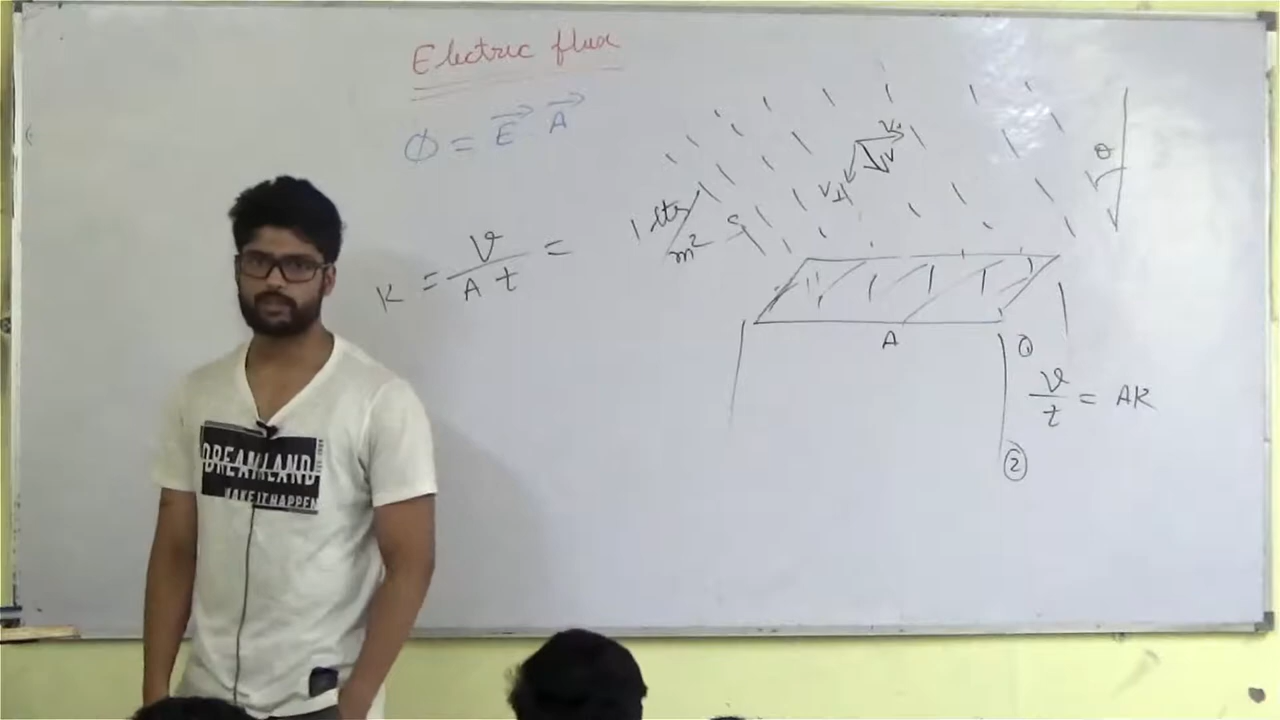 Electric flux
Φ = E⃗ . A⃗
K = V / A t =
1 ltr / m² s
V
θ
A
①
V / t = AK
②
DREAMLAND
MAKE IT HAPPEN